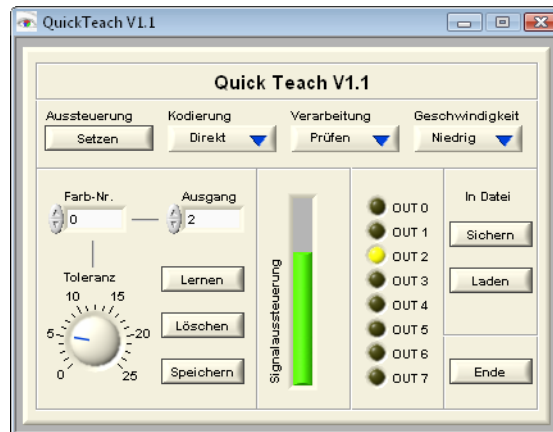 QuickTeach V1.1
Quick Teach V1.1
Aussteuerung
Kodierung
Verarbeitung
Geschwindigkeit
Setzen
Direkt
Prüfen
Niedrig
Farb-Nr.
Ausgang
0
2
Toleranz
0
5
10
15
20
25
Lernen
Löschen
Speichern
Signalaussteuerung
OUT 0
OUT 1
OUT 2
OUT 3
OUT 4
OUT 5
OUT 6
OUT 7
In Datei
Sichern
Laden
Ende